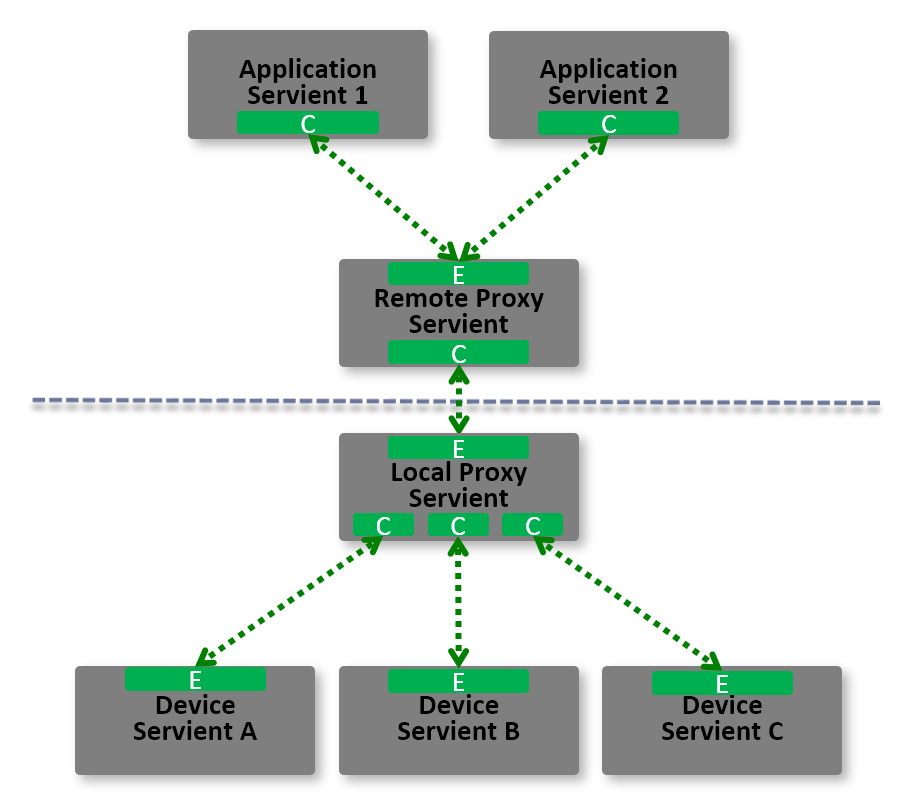 Application
Servient 1
C
Application
Servient 2
C
E
Remote Proxy
Servient
C
E
Local Proxy
Servient
C
C
C
E
Device
Servient A
E
Device
Servient B
E
Device
Servient C